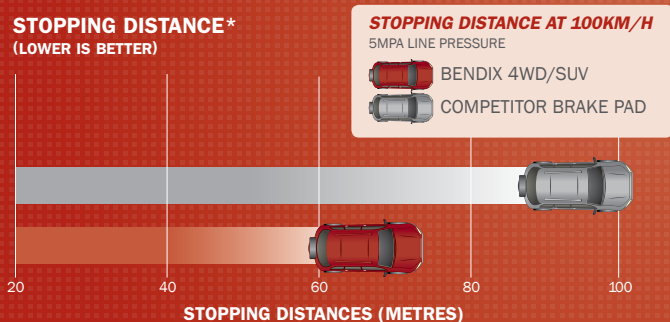 STOPPING DISTANCE*
(LOWER IS BETTER)
STOPPING DISTANCE AT 100KM/H
5MPA LINE PRESSURE
BENDIX 4WD/SUV
COMPETITOR BRAKE PAD
20 40 60 80 100
STOPPING DISTANCES (METRES)